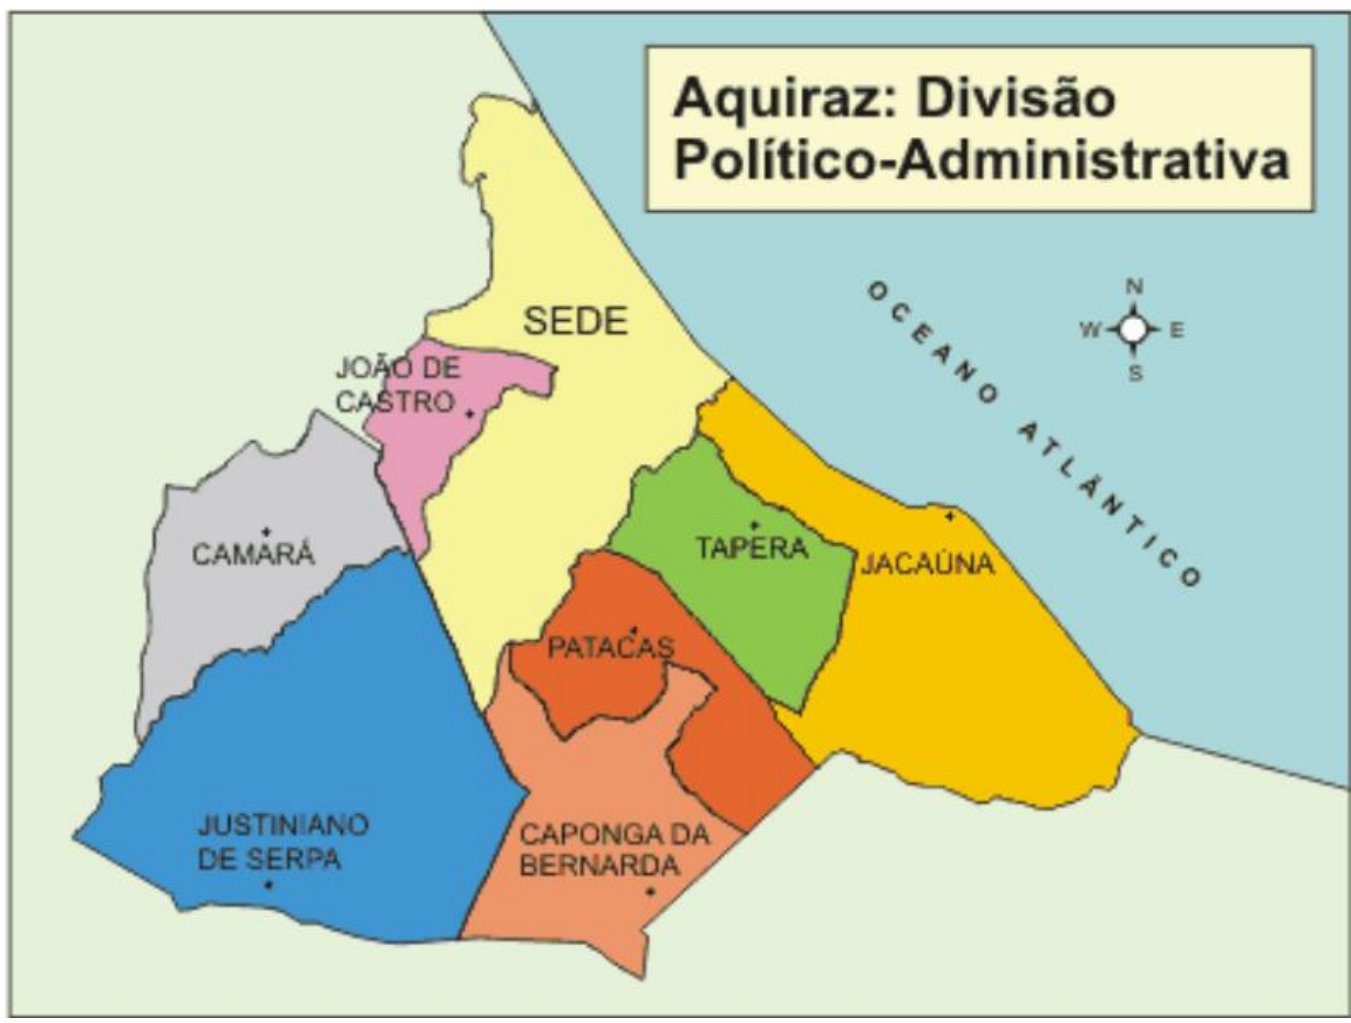 Aquiraz: Divisão
Político-Administrativa
N
W E
S
OCEANO ATLÂNTICO
SEDE
JOÃO DE
CASTRO
CAMARÁ
TAPERA
JACAÚNA
PATACAS
JUSTINIANO
DE SERPA
CAPONGA DA
BERNARDA